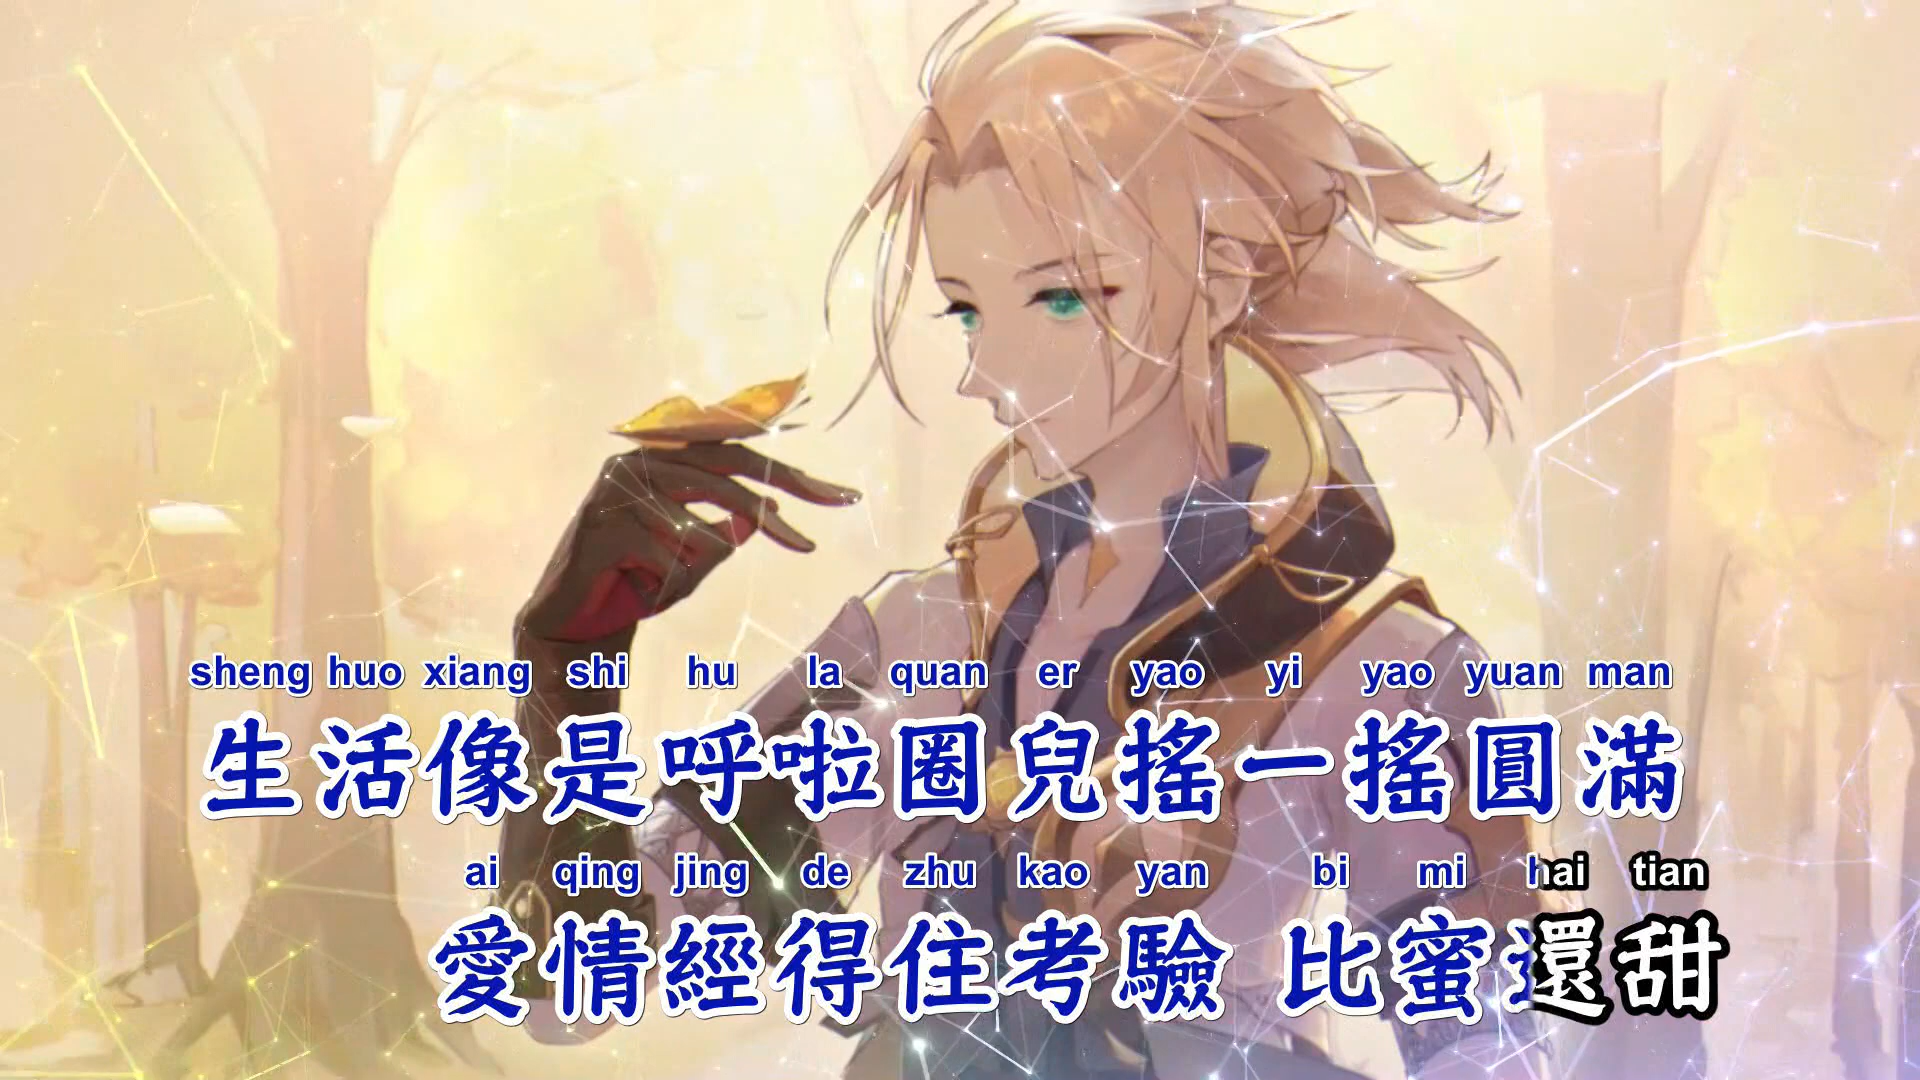 sheng huo xiang shi hu la quan er yao yi yao yuan man
生活像是呼啦圈兒搖一搖圓滿
ai qing jing de zhu kao yan bi mi hai tian
愛情經得住考驗 比蜜還甜